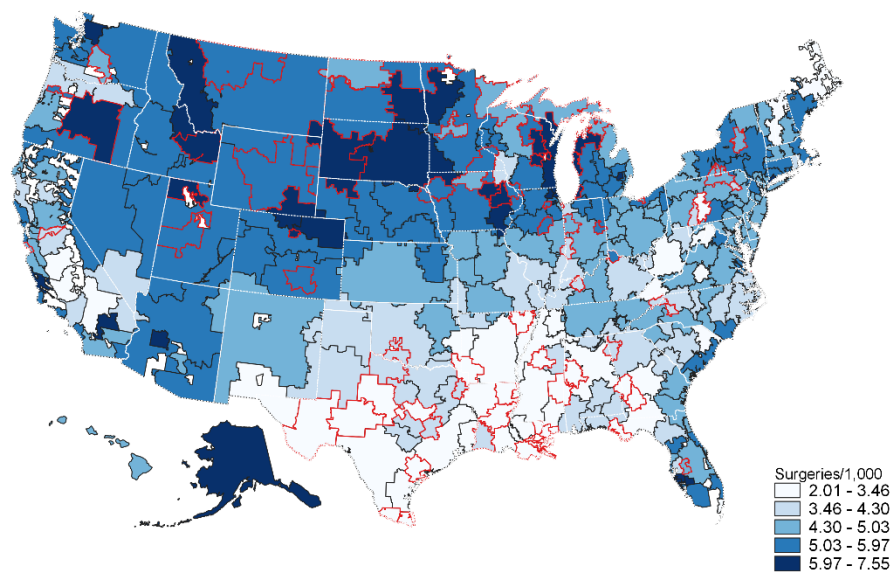 Surgeries/1,000
2.01 - 3.46
3.46 - 4.30
4.30 - 5.03
5.03 - 5.97
5.97 - 7.55